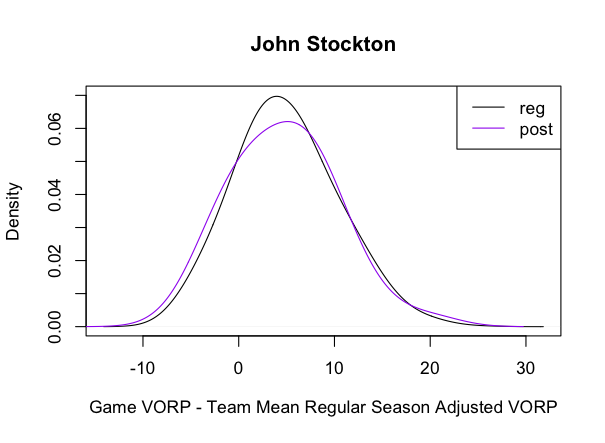 John Stockton
reg
post
Density
0.00
0.02
0.04
0.06
-10
0
10
20
30
Game VORP - Team Mean Regular Season Adjusted VORP